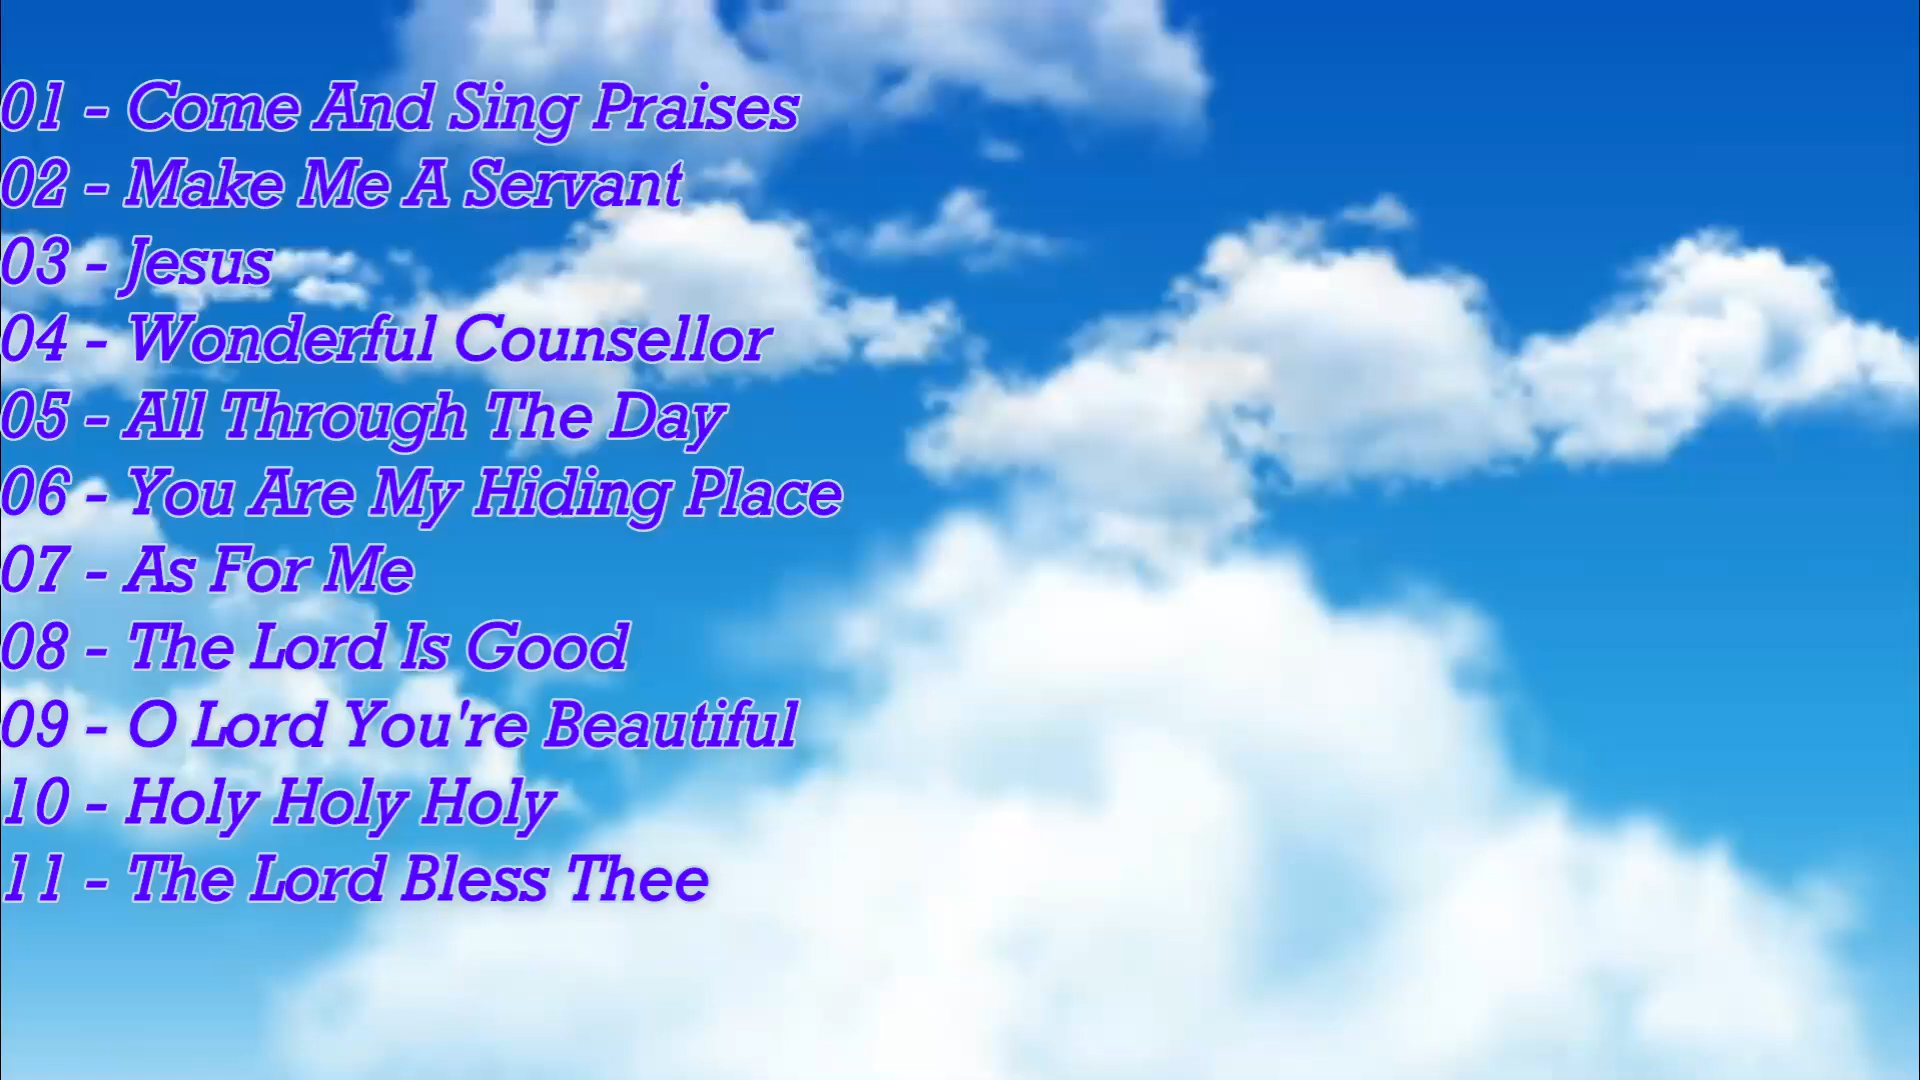 01 - Come And Sing Praises
02 - Make Me A Servant
03 - Jesus
04 - Wonderful Counsellor
05 - All Through The Day
06 - You Are My Hiding Place
07 - As For Me
08 - The Lord Is Good
09 - O Lord You're Beautiful
10 - Holy Holy Holy
11 - The Lord Bless Thee